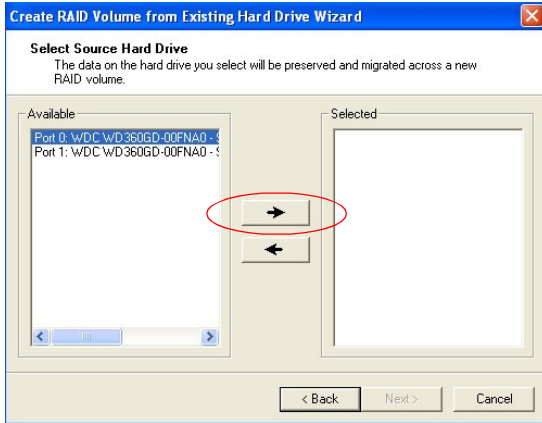 Create RAID Volume from Existing Hard Drive Wizard
Select Source Hard Drive
The data on the hard drive you select will be preserved and migrated across a new
RAID volume.
Available
Selected
Port 0: WDC WD360GD-00FNA0 - S
Port 1: WDC WD360GD-00FNA0 - S
< Back
Next >
Cancel